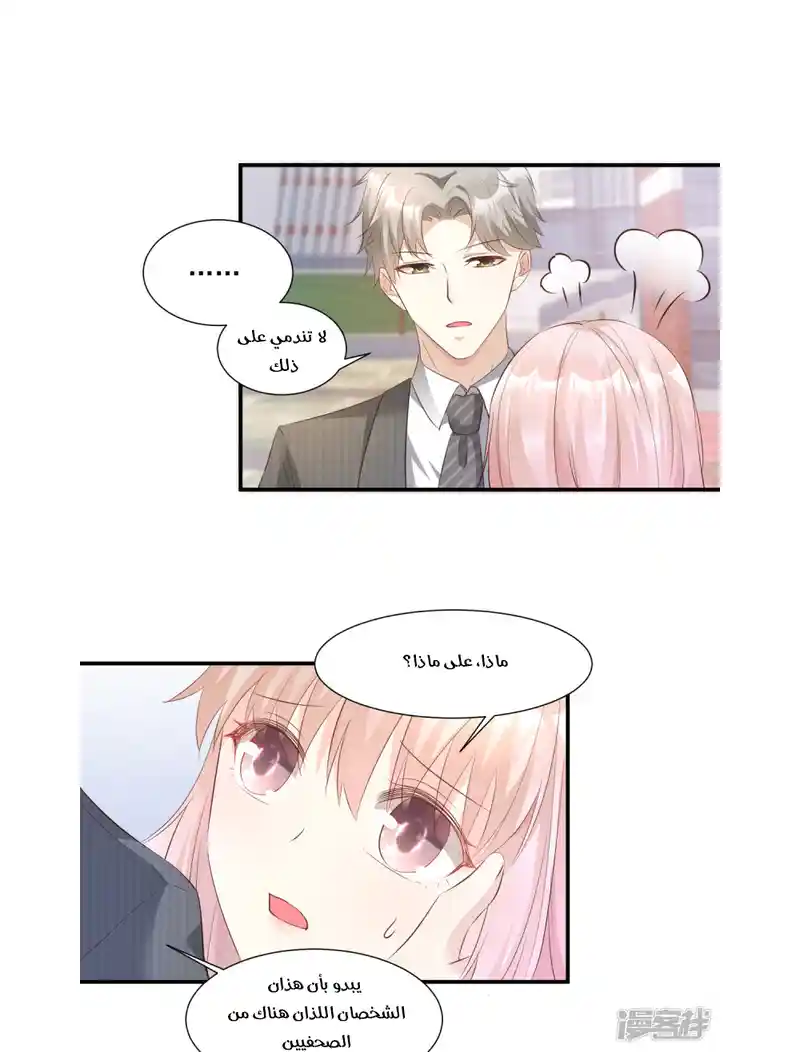 ......
لا تندمي على
ذلك
ماذا، على ماذا؟
يبدو بأن هذان
الشخصان اللذان هناك من
الصحفيين
漫客栈